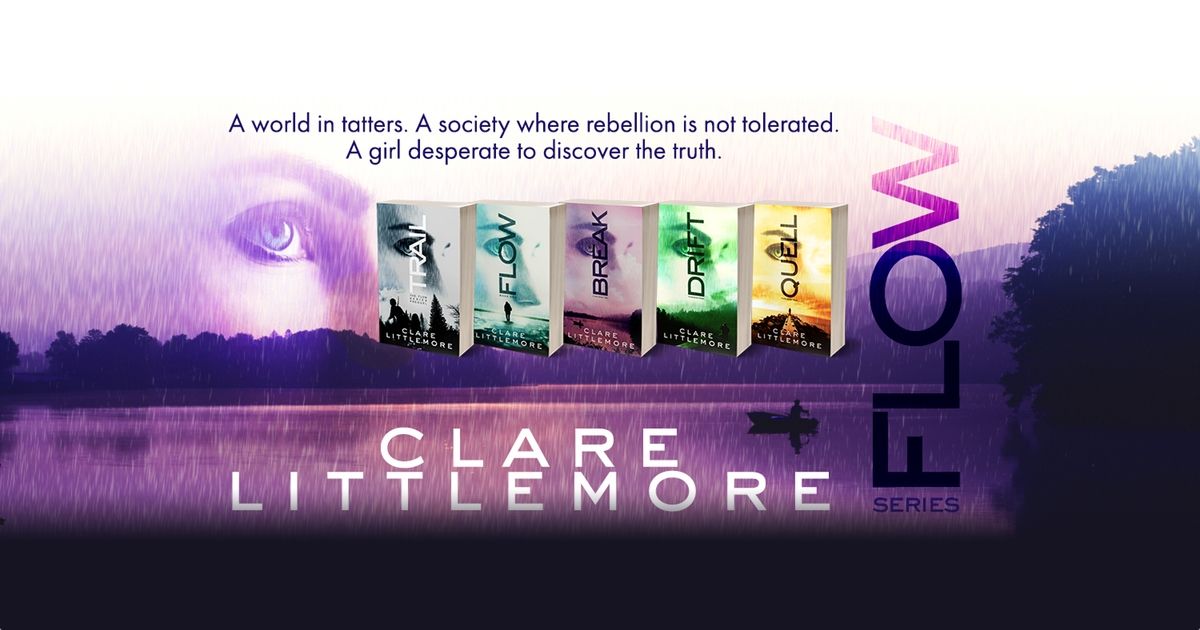 A world in tatters. A society where rebellion is not tolerated.
A girl desperate to discover the truth.
TRAIL
CLARE
LITTLEMORE
FLOW
CLARE
LITTLEMORE
BREAK
CLARE
LITTLEMORE
DRIFT
CLARE
LITTLEMORE
QUELL
CLARE
LITTLEMORE
CLARE
LITTLEMORE
FLOW
SERIES